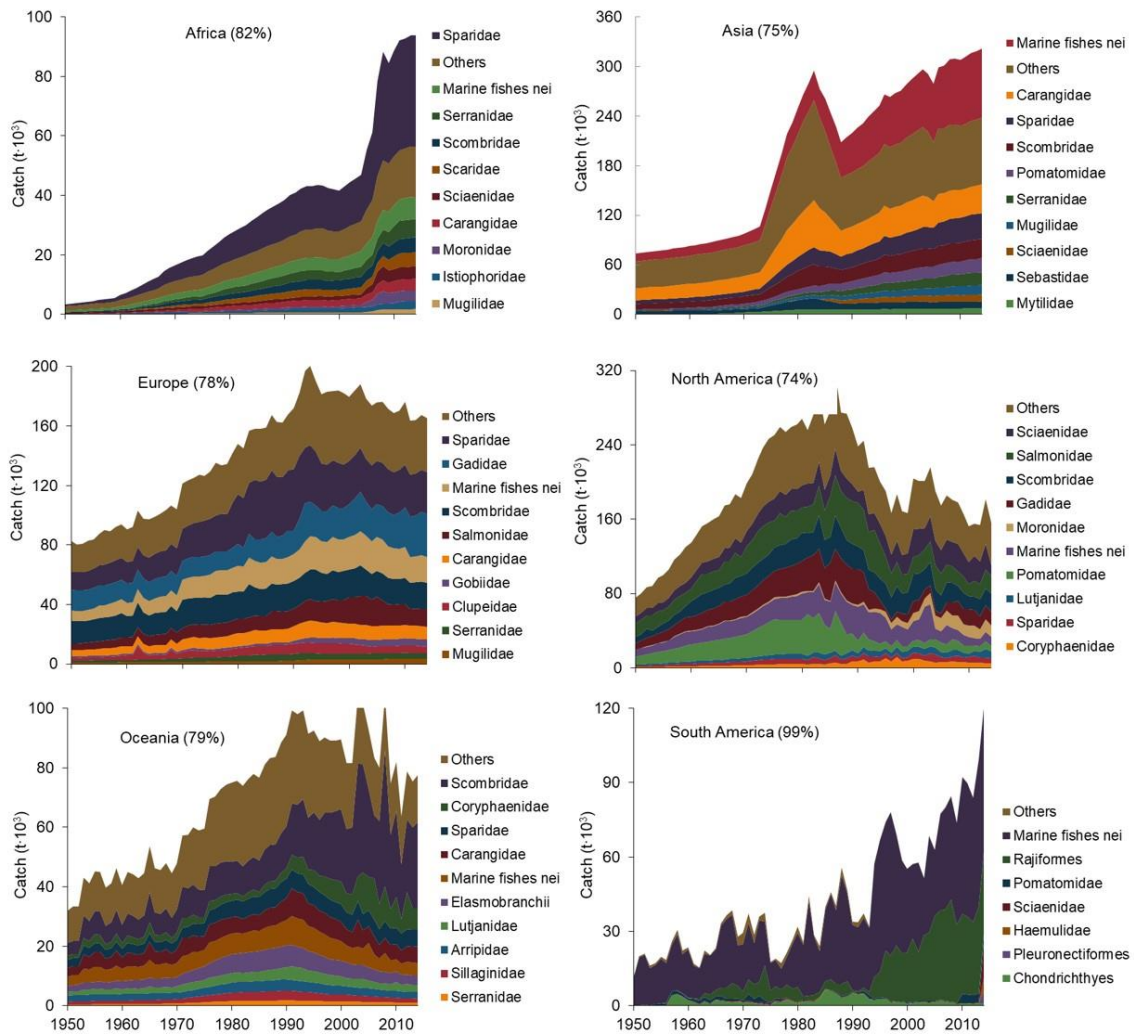 Africa (82%)
Catch (t·10³)
100
80
60
40
20
0
Sparidae
Others
Marine fishes nei
Serranidae
Scombridae
Scaridae
Sciaenidae
Carangidae
Moronidae
Istiophoridae
Mugilidae
Asia (75%)
Catch (t·10³)
360
300
240
180
120
60
0
Marine fishes nei
Others
Carangidae
Sparidae
Scombridae
Pomatomidae
Serranidae
Mugilidae
Sciaenidae
Sebastidae
Mytilidae
Europe (78%)
Catch (t·10³)
200
160
120
80
40
0
Others
Sparidae
Gadidae
Marine fishes nei
Scombridae
Salmonidae
Carangidae
Gobiidae
Clupeidae
Serranidae
Mugilidae
North America (74%)
Catch (t·10³)
320
240
160
80
0
Others
Sciaenidae
Salmonidae
Scombridae
Gadidae
Moronidae
Marine fishes nei
Pomatomidae
Lutjanidae
Sparidae
Coryphaenidae
Oceania (79%)
Catch (t·10³)
100
80
60
40
20
0
1950 1960 1970 1980 1990 2000 2010
Others
Scombridae
Coryphaenidae
Sparidae
Carangidae
Marine fishes nei
Elasmobranchii
Lutjanidae
Arripidae
Sillaginidae
Serranidae
South America (99%)
Catch (t·10³)
120
90
60
30
0
1950 1960 1970 1980 1990 2000 2010
Others
Marine fishes nei
Rajiformes
Pomatomidae
Sciaenidae
Haemulidae
Pleuronectiformes
Chondrichthyes